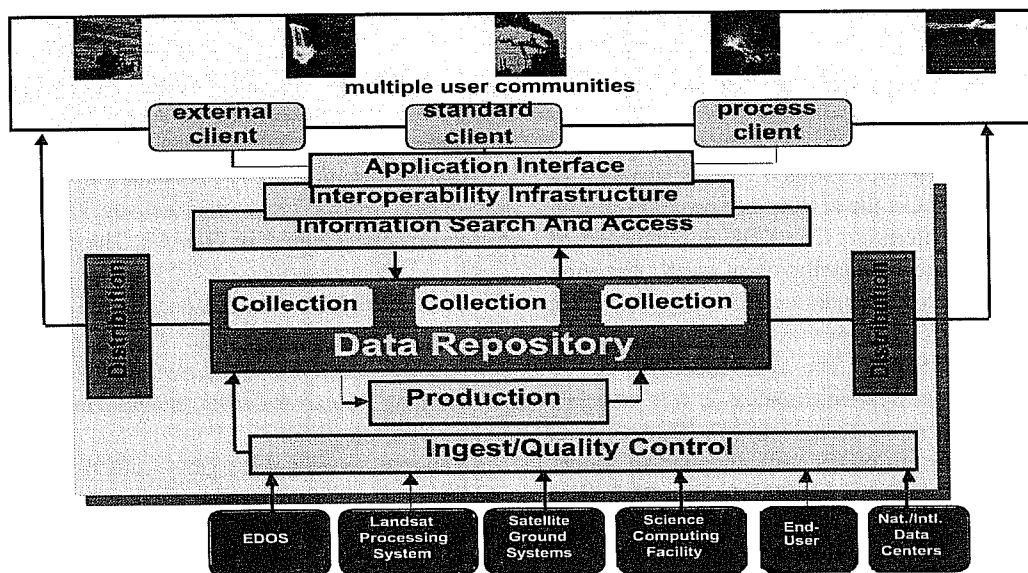 multiple user communities
external
client
standard
client
process
client
Application Interface
Interoperability Infrastructure
Information Search And Access
Distribution
Collection
Collection
Collection
Distribution
Data Repository
Production
Ingest/Quality Control
EDOS
Landsat
Processing
System
Satellite
Ground
Systems
Science
Computing
Facility
End-
User
Nat./Intl.
Data
Centers